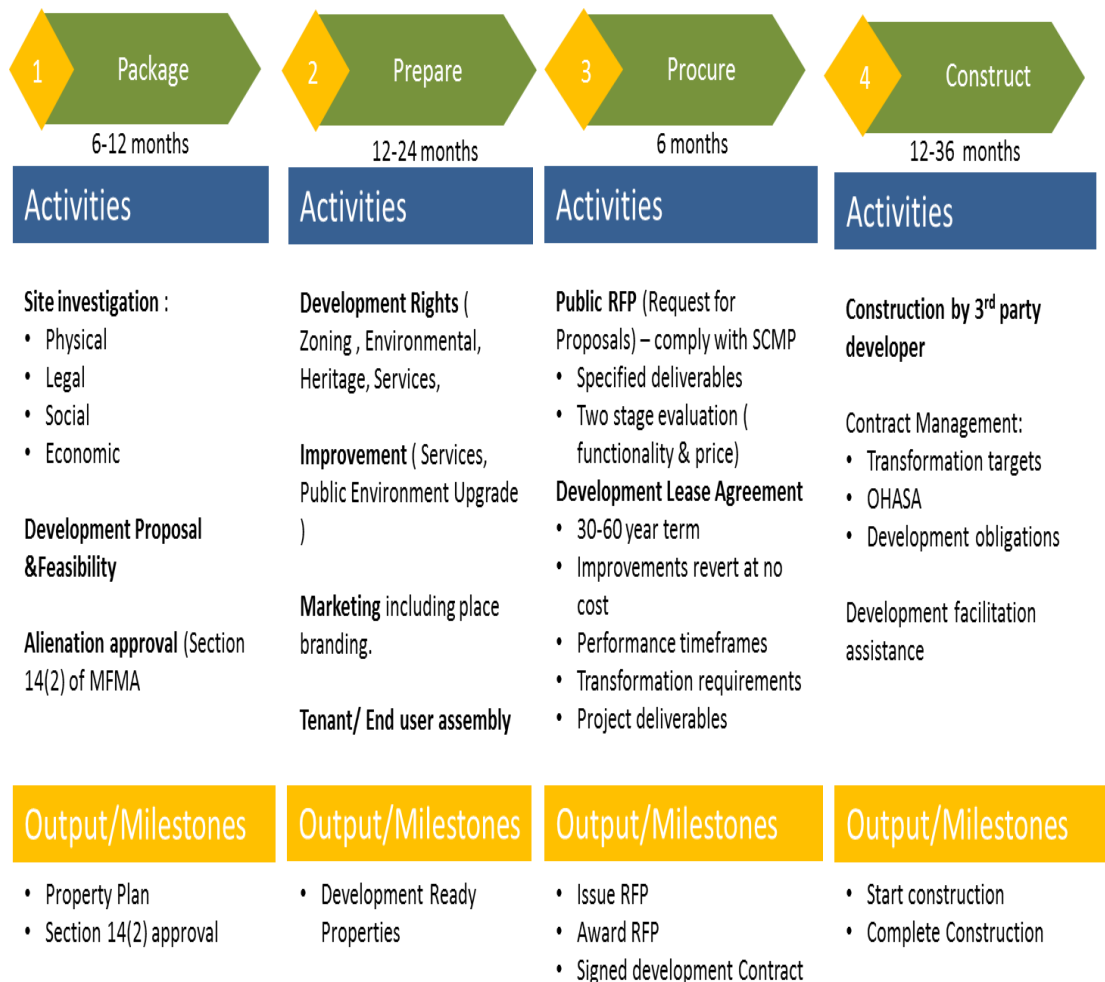 1
Package
6-12 months
Activities
Site investigation :
• Physical
• Legal
• Social
• Economic
Development Proposal
&Feasibility
Alienation approval (Section
14(2) of MFMA
Output/Milestones
• Property Plan
• Section 14(2) approval
2
Prepare
12-24 months
Activities
Development Rights (
Zoning , Environmental,
Heritage, Services,
Improvement ( Services,
Public Environment Upgrade
)
Marketing including place
branding.
Tenant/ End user assembly
Output/Milestones
• Development Ready
Properties
3
Procure
6 months
Activities
Public RFP (Request for
Proposals) – comply with SCMP
• Specified deliverables
• Two stage evaluation (
functionality & price)
Development Lease Agreement
• 30-60 year term
• Improvements revert at no
cost
• Performance timeframes
• Transformation requirements
• Project deliverables
Output/Milestones
• Issue RFP
• Award RFP
• Signed development Contract
4
Construct
12-36 months
Activities
Construction by 3rd party
developer
Contract Management:
• Transformation targets
• OHASA
• Development obligations
Development facilitation
assistance
Output/Milestones
• Start construction
• Complete Construction